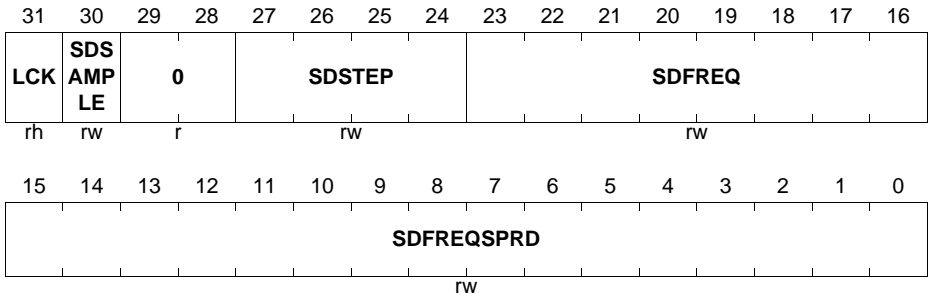 31 30 29 28 27 26 25 24 23 22 21 20 19 18 17 16
LCK SDS AMP LE 0 SDSTEP SDFREQ
rh rw r rw rw
15 14 13 12 11 10 9 8 7 6 5 4 3 2 1 0
SDFREQSPRD
rw